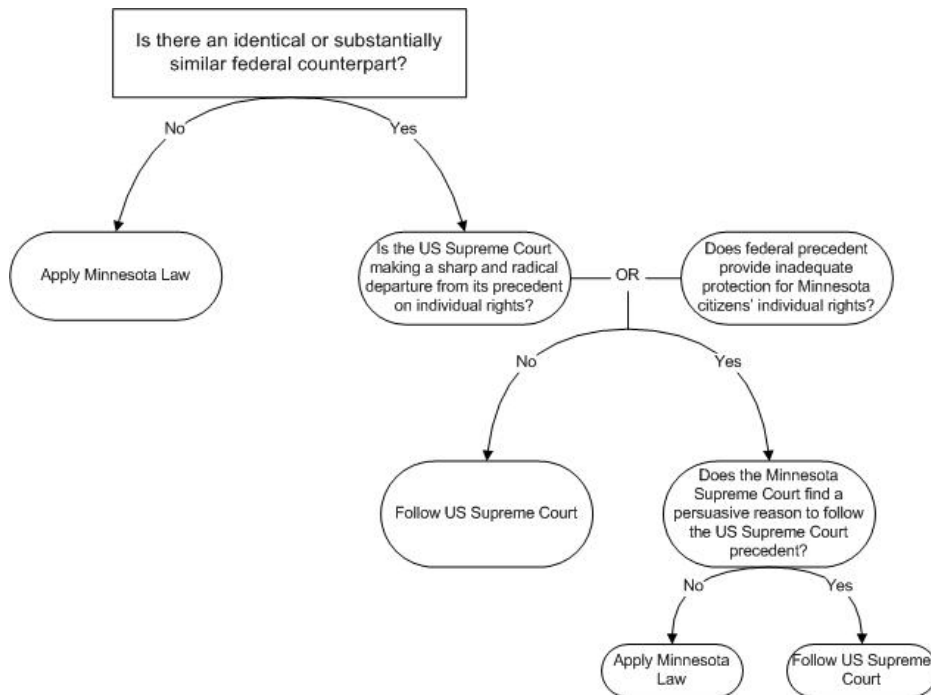 Is there an identical or substantially
similar federal counterpart?
No
Yes
Apply Minnesota Law
Is the US Supreme Court
making a sharp and radical
departure from its precedent
on individual rights?
OR
Does federal precedent
provide inadequate
protection for Minnesota
citizens' individual rights?
No
Yes
Follow US Supreme Court
Does the Minnesota
Supreme Court find a
persuasive reason to follow
the US Supreme Court
precedent?
No
Yes
Apply Minnesota
Law
Follow US Supreme
Court